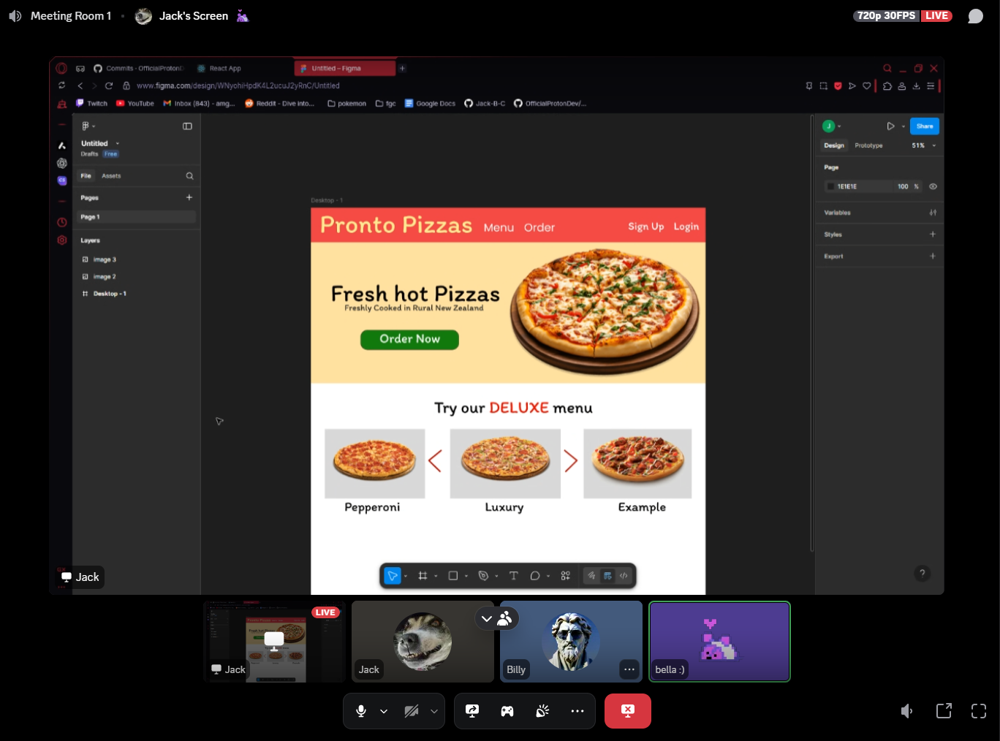 Meeting Room 1
Jack's Screen
720p 30FPS LIVE
Commits · OfficialProtonD
React App
Untitled – Figma
www.figma.com/design/WNyohiHpdK4L2ucuJ2yRnC/Untitled
Twitch
YouTube
Inbox (843) - amg...
Reddit - Dive into...
pokemon
fgc
Google Docs
Jack-B-C
OfficialProtonDev/...
Untitled
Drafts Free
File Assets
Pages
Page 1
Layers
image 3
image 2
Desktop - 1
J
Share
Design Prototype 51%
Page
1E1E1E 100 %
Variables
Styles
Export
Desktop - 1
Pronto Pizzas Menu Order Sign Up Login
Fresh hot Pizzas
Freshly Cooked in Rural New Zealand
Order Now
Try our DELUXE menu
Pepperoni Luxury Example
Jack
LIVE
Jack
Jack
Billy
bella :)